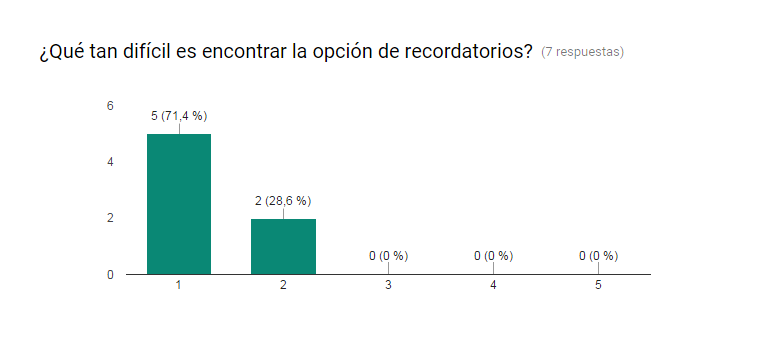 ¿Qué tan difícil es encontrar la opción de recordatorios? (7 respuestas)
6
5 (71,4 %)
4
2 (28,6 %)
2
0 (0 %) 0 (0 %) 0 (0 %)
0
1 2 3 4 5